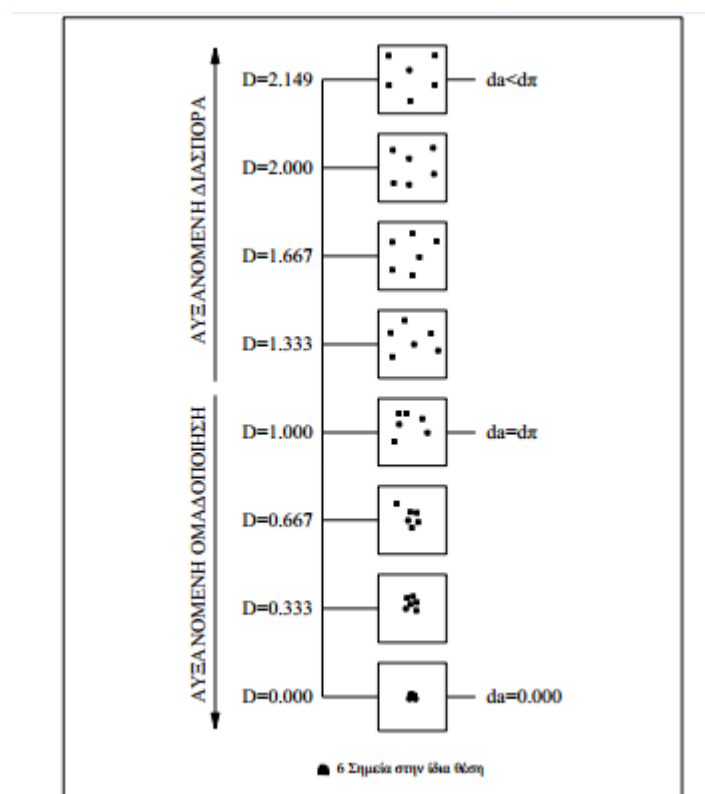 D=2.149 da<dπ
D=2.000
D=1.667
D=1.333
D=1.000 da=dπ
D=0.667
D=0.333
D=0.000 da=0.000
ΑΥΞΑΝΟΜΕΝΗ ΔΙΑΣΠΟΡΑ
ΑΥΞΑΝΟΜΕΝΗ ΟΜΑΔΟΠΟΙΗΣΗ
6 Σημεία στην ίδια θέση